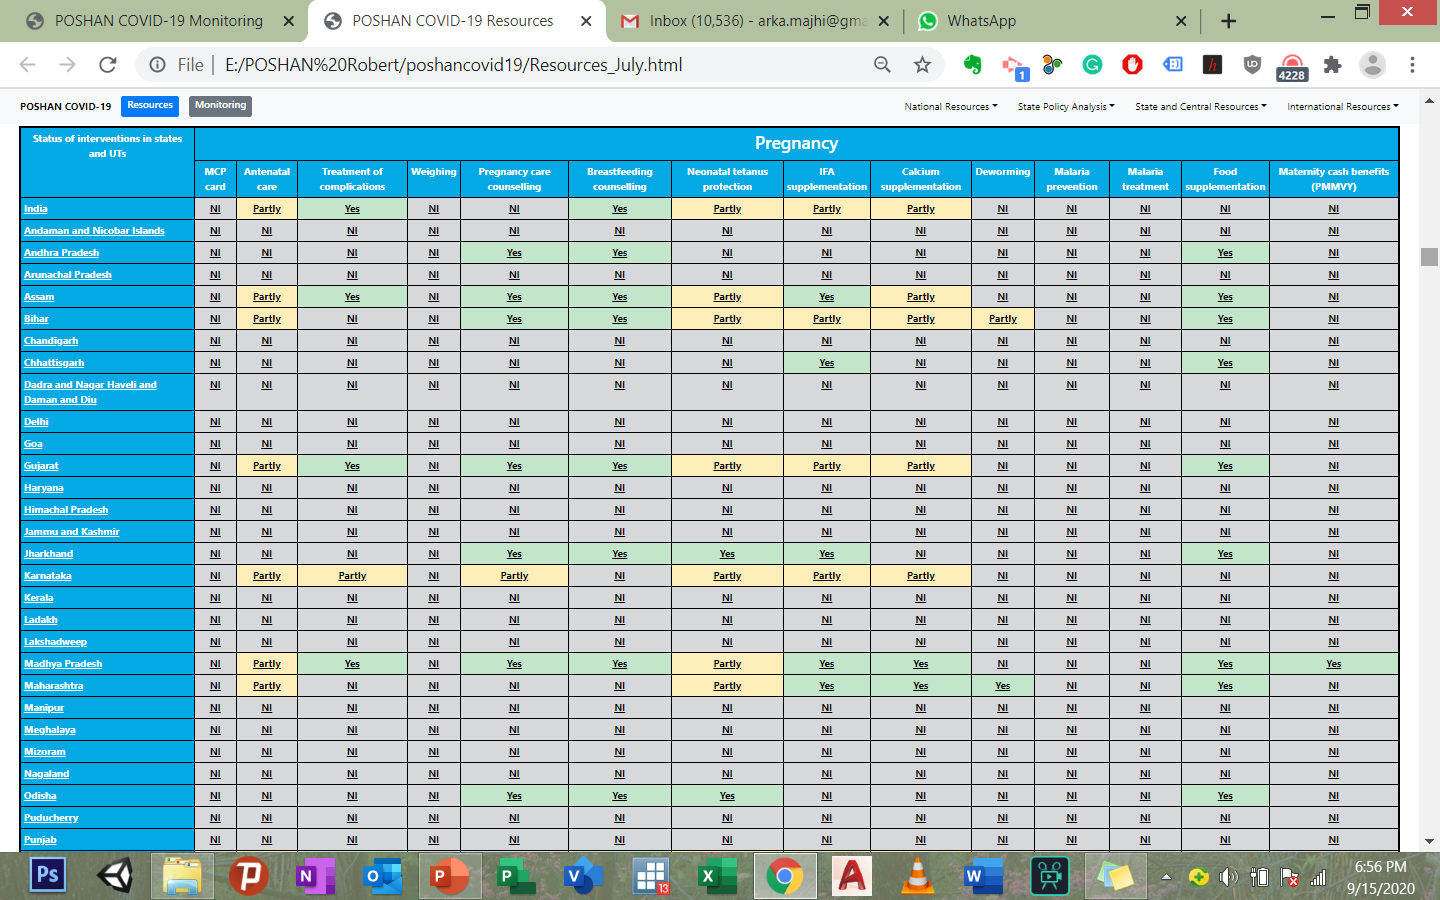 POSHAN COVID-19 Monitoring POSHAN COVID-19 Resources Inbox (10,536) - arka.majhi@gma WhatsApp
File E:/POSHAN%20Robert/poshancovid19/Resources_July.html 1 4228
POSHAN COVID-19 Resources Monitoring National Resources State Policy Analysis State and Central Resources International Resources
Status of interventions in states and UTs Pregnancy
MCP card Antenatal care Treatment of complications Weighing Pregnancy care counselling Breastfeeding counselling Neonatal tetanus protection IFA supplementation Calcium supplementation Deworming Malaria prevention Malaria treatment Food supplementation Maternity cash benefits (PMMVY)
India NI Partly Yes NI NI Yes Partly Partly Partly NI NI NI NI NI
Andaman and Nicobar Islands NI NI NI NI NI NI NI NI NI NI NI NI NI NI
Andhra Pradesh NI NI NI NI Yes Yes NI NI NI NI NI NI Yes NI
Arunachal Pradesh NI NI NI NI NI NI NI NI NI NI NI NI NI NI
Assam NI Partly Yes NI Yes Yes Partly Yes Partly NI NI NI Yes NI
Bihar NI Partly NI NI Yes Yes Partly Partly Partly Partly NI NI Yes NI
Chandigarh NI NI NI NI NI NI NI NI NI NI NI NI NI NI
Chhattisgarh NI NI NI NI NI NI NI Yes NI NI NI NI Yes NI
Dadra and Nagar Haveli and Daman and Diu NI NI NI NI NI NI NI NI NI NI NI NI NI NI
Delhi NI NI NI NI NI NI NI NI NI NI NI NI NI NI
Goa NI NI NI NI NI NI NI NI NI NI NI NI NI NI
Gujarat NI Partly Yes NI Yes Yes Partly Partly Partly NI NI NI Yes NI
Haryana NI NI NI NI NI NI NI NI NI NI NI NI NI NI
Himachal Pradesh NI NI NI NI NI NI NI NI NI NI NI NI NI NI
Jammu and Kashmir NI NI NI NI NI NI NI NI NI NI NI NI NI NI
Jharkhand NI NI NI NI Yes Yes Yes Yes NI NI NI NI Yes NI
Karnataka NI Partly Partly NI Partly NI Partly Partly Partly NI NI NI NI NI
Kerala NI NI NI NI NI NI NI NI NI NI NI NI NI NI
Ladakh NI NI NI NI NI NI NI NI NI NI NI NI NI NI
Lakshadweep NI NI NI NI NI NI NI NI NI NI NI NI NI NI
Madhya Pradesh NI Partly Yes NI Yes Yes Partly Yes Yes NI NI NI Yes Yes
Maharashtra NI Partly NI NI NI NI Partly Yes Yes Yes NI NI Yes NI
Manipur NI NI NI NI NI NI NI NI NI NI NI NI NI NI
Meghalaya NI NI NI NI NI NI NI NI NI NI NI NI NI NI
Mizoram NI NI NI NI NI NI NI NI NI NI NI NI NI NI
Nagaland NI NI NI NI NI NI NI NI NI NI NI NI NI NI
Odisha NI NI NI NI Yes Yes Yes NI NI NI NI NI Yes NI
Puducherry NI NI NI NI NI NI NI NI NI NI NI NI NI NI
Punjab NI NI NI NI NI NI NI NI NI NI NI NI NI NI
6:56 PM
9/15/2020